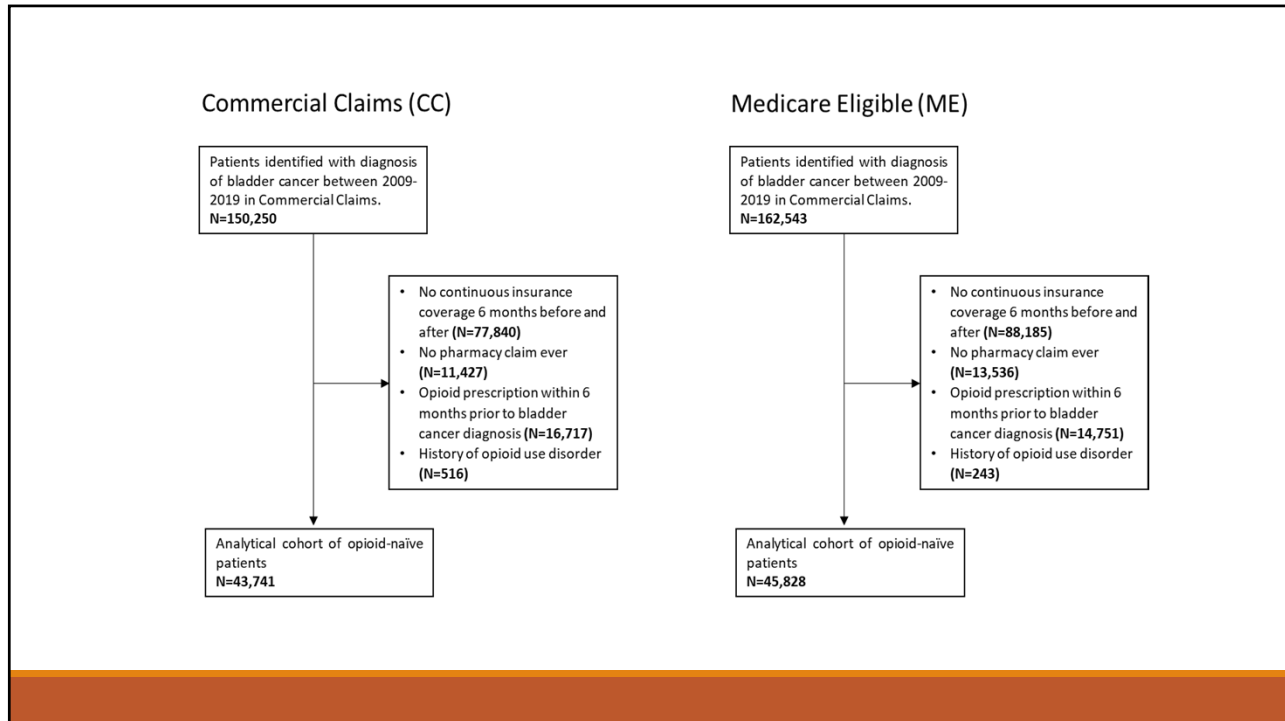 Commercial Claims (CC)
Patients identified with diagnosis
of bladder cancer between 2009-
2019 in Commercial Claims.
N=150,250
• No continuous insurance
coverage 6 months before and
after (N=77,840)
• No pharmacy claim ever
(N=11,427)
• Opioid prescription within 6
months prior to bladder
cancer diagnosis (N=16,717)
• History of opioid use disorder
(N=516)
Analytical cohort of opioid-naïve
patients
N=43,741
Medicare Eligible (ME)
Patients identified with diagnosis
of bladder cancer between 2009-
2019 in Commercial Claims.
N=162,543
• No continuous insurance
coverage 6 months before and
after (N=88,185)
• No pharmacy claim ever
(N=13,536)
• Opioid prescription within 6
months prior to bladder
cancer diagnosis (N=14,751)
• History of opioid use disorder
(N=243)
Analytical cohort of opioid-naïve
patients
N=45,828